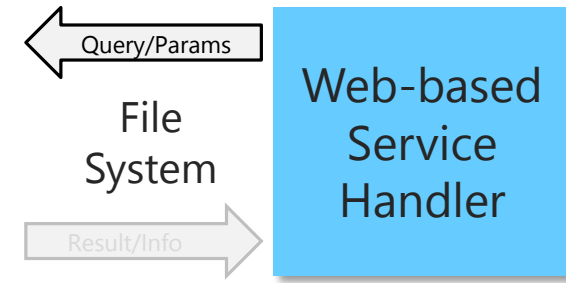 Query/Params
File
System
Result/Info
Web-based
Service
Handler